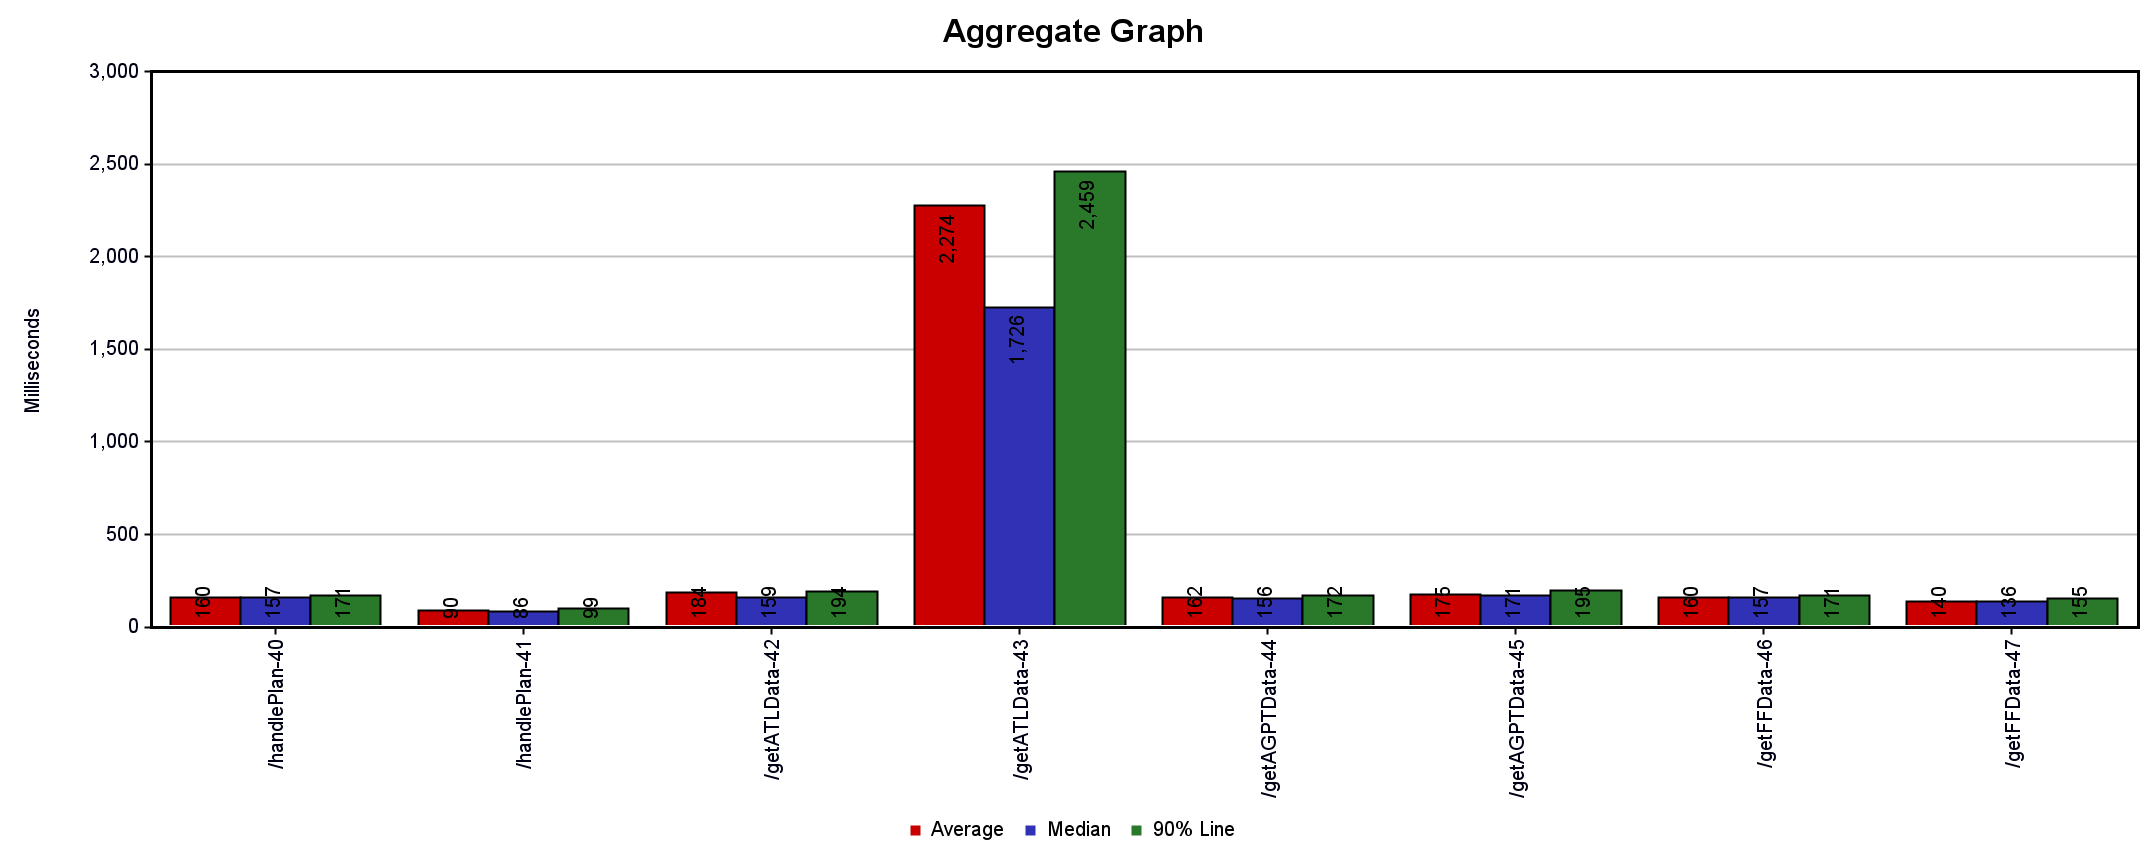 Aggregate Graph
3,000
2,500
2,000
1,500
1,000
500
0
Milliseconds
160
157
171
90
86
99
184
159
194
2,274
1,726
2,459
162
156
172
175
171
195
160
157
171
140
136
155
/handlePlan-40
/handlePlan-41
/getATLData-42
/getATLData-43
/getAGPTData-44
/getAGPTData-45
/getFFData-46
/getFFData-47
Average Median 90% Line